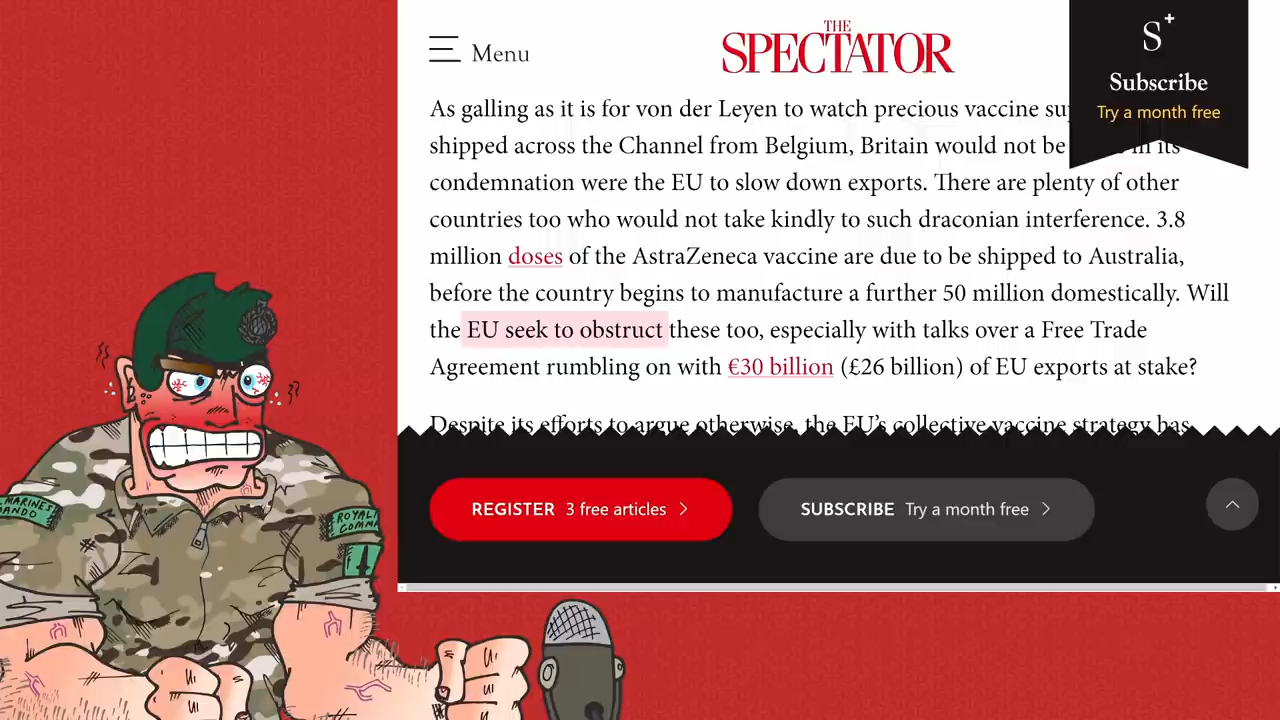 Menu
THE
SPECTATOR
S+
Subscribe
Try a month free
As galling as it is for von der Leyen to watch precious vaccine
shipped across the Channel from Belgium, Britain would not be in its
condemnation were the EU to slow down exports. There are plenty of other
countries too who would not take kindly to such draconian interference. 3.8
million doses of the AstraZeneca vaccine are due to be shipped to Australia,
before the country begins to manufacture a further 50 million domestically. Will
the EU seek to obstruct these too, especially with talks over a Free Trade
Agreement rumbling on with €30 billion (£26 billion) of EU exports at stake?
Despite its efforts to argue otherwise, the EU's collective vaccine strategy has
REGISTER 3 free articles
SUBSCRIBE Try a month free
MARINES
ROYAL